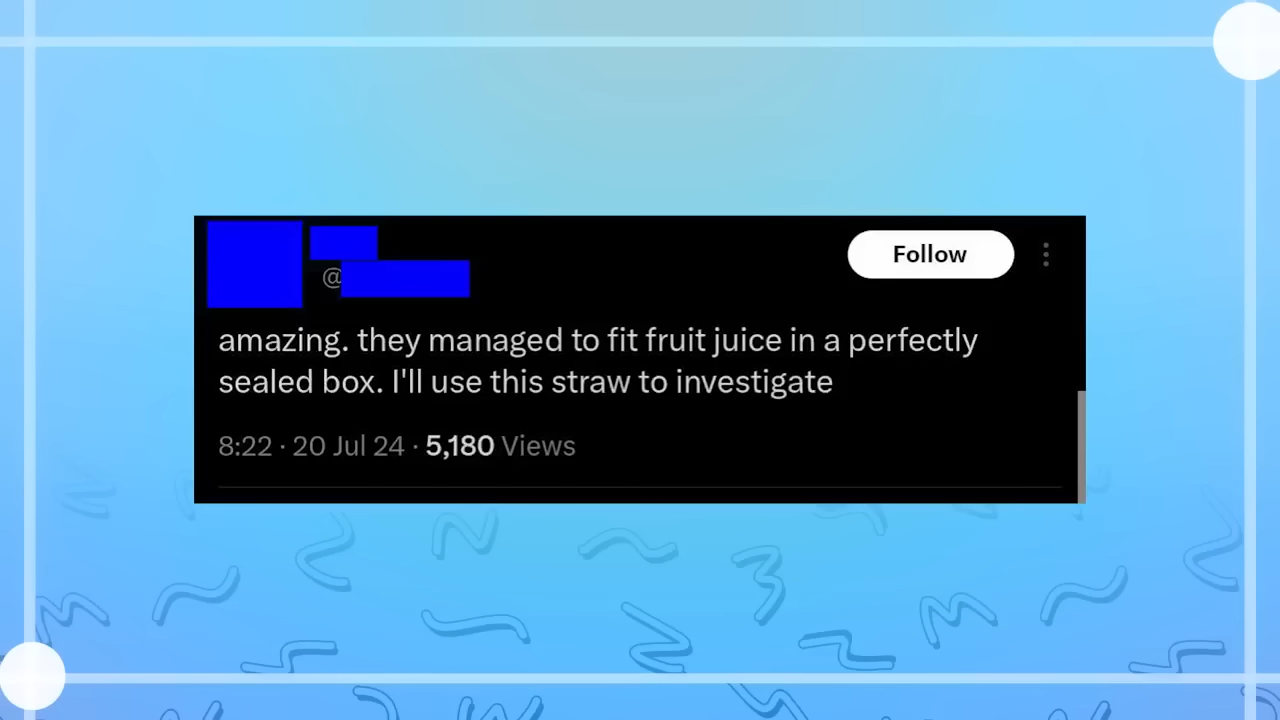 Follow
@
amazing. they managed to fit fruit juice in a perfectly
sealed box. I'll use this straw to investigate
8:22 · 20 Jul 24 · 5,180 Views